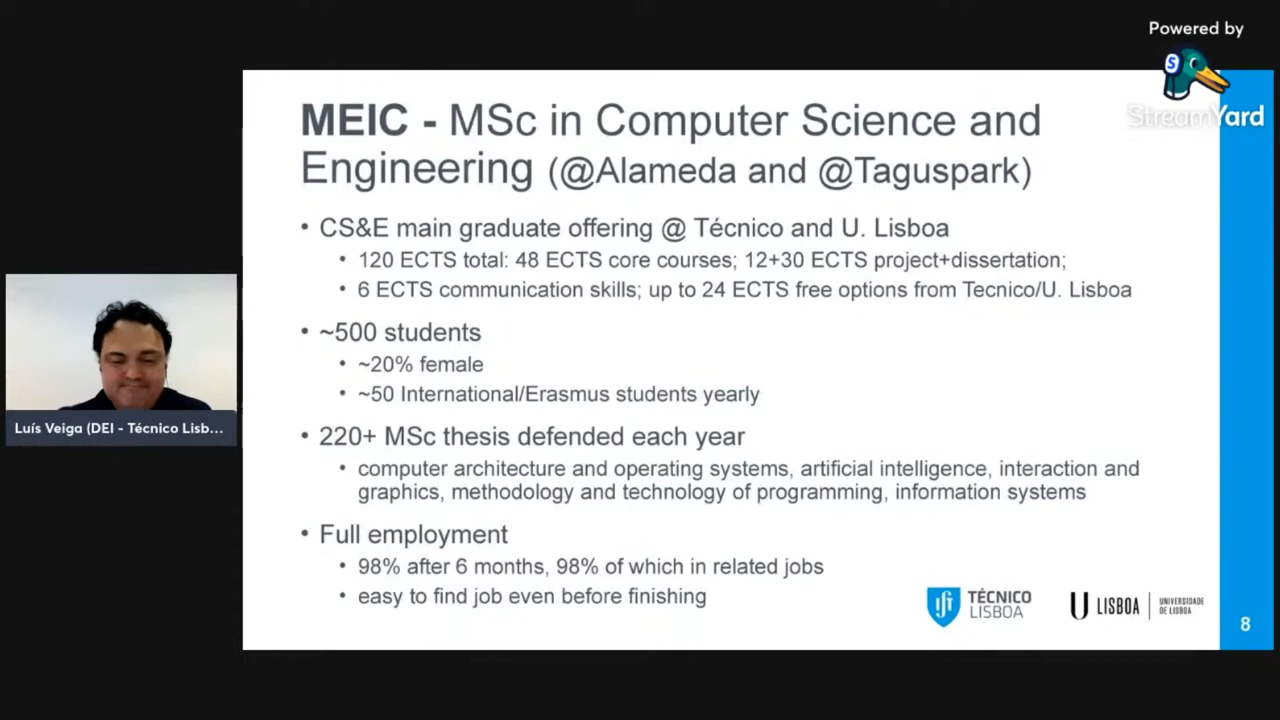 Powered by
StreamYard
MEIC - MSc in Computer Science and
Engineering (@Alameda and @Taguspark)
• CS&E main graduate offering @ Técnico and U. Lisboa
• 120 ECTS total: 48 ECTS core courses; 12+30 ECTS project+dissertation;
• 6 ECTS communication skills; up to 24 ECTS free options from Tecnico/U. Lisboa
• ~500 students
• ~20% female
• ~50 International/Erasmus students yearly
• 220+ MSc thesis defended each year
• computer architecture and operating systems, artificial intelligence, interaction and
graphics, methodology and technology of programming, information systems
• Full employment
• 98% after 6 months, 98% of which in related jobs
• easy to find job even before finishing
Luís Veiga (DEI - Técnico Lisb...
TÉCNICO
LISBOA
U LISBOA
UNIVERSIDADE
DE LISBOA
8